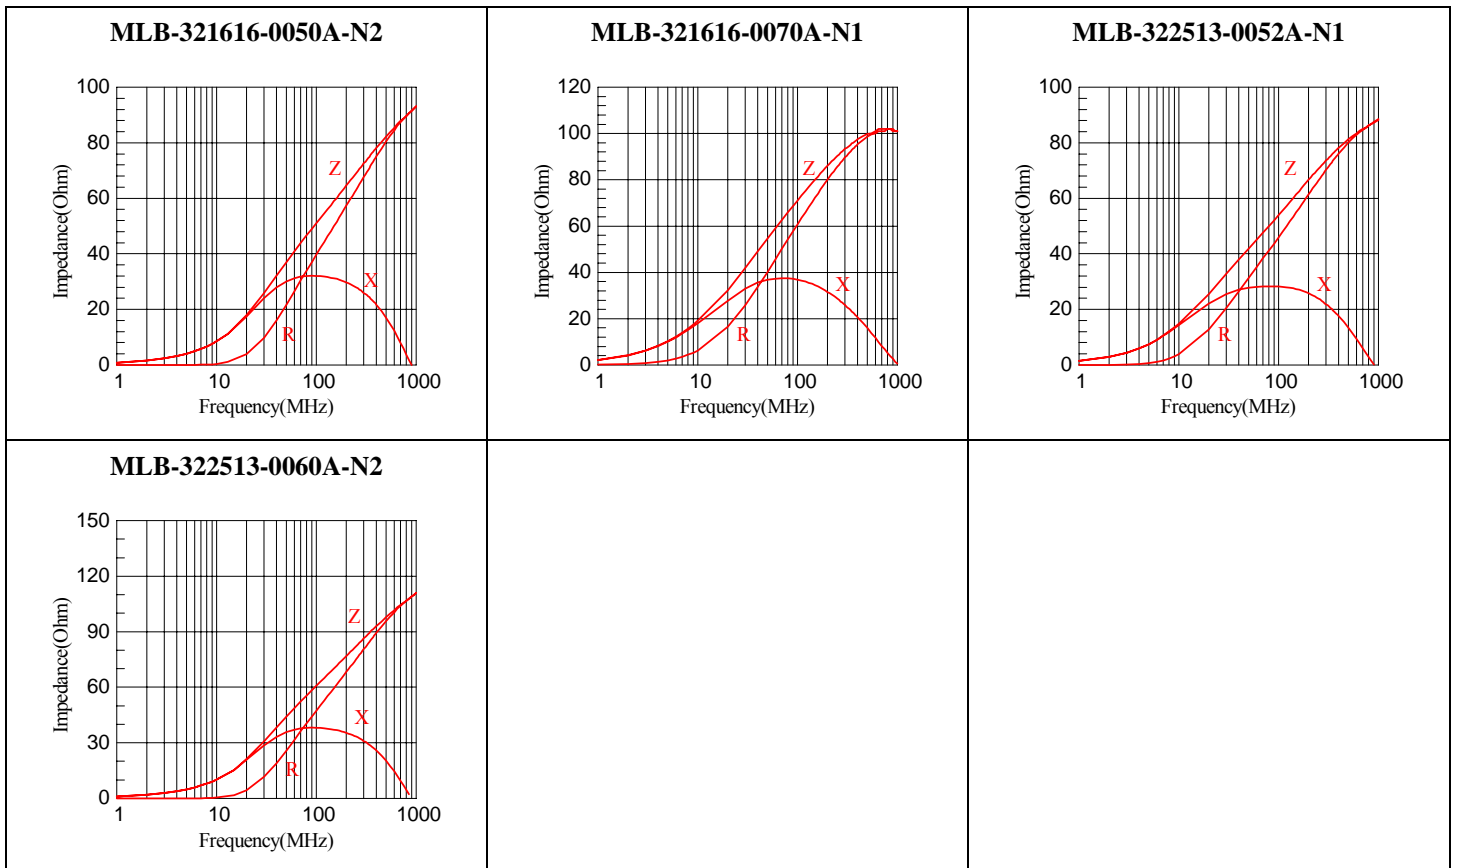 MLB-321616-0050A-N2
100
80
60
40
20
0
Impedance(Ohm)
Z
X
R
1 10 100 1000
Frequency(MHz)
MLB-321616-0070A-N1
120
100
80
60
40
20
0
Impedance(Ohm)
Z
X
R
1 10 100 1000
Frequency(MHz)
MLB-322513-0052A-N1
100
80
60
40
20
0
Impedance(Ohm)
Z
X
R
1 10 100 1000
Frequency(MHz)
MLB-322513-0060A-N2
150
120
90
60
30
0
Impedance(Ohm)
Z
X
R
1 10 100 1000
Frequency(MHz)